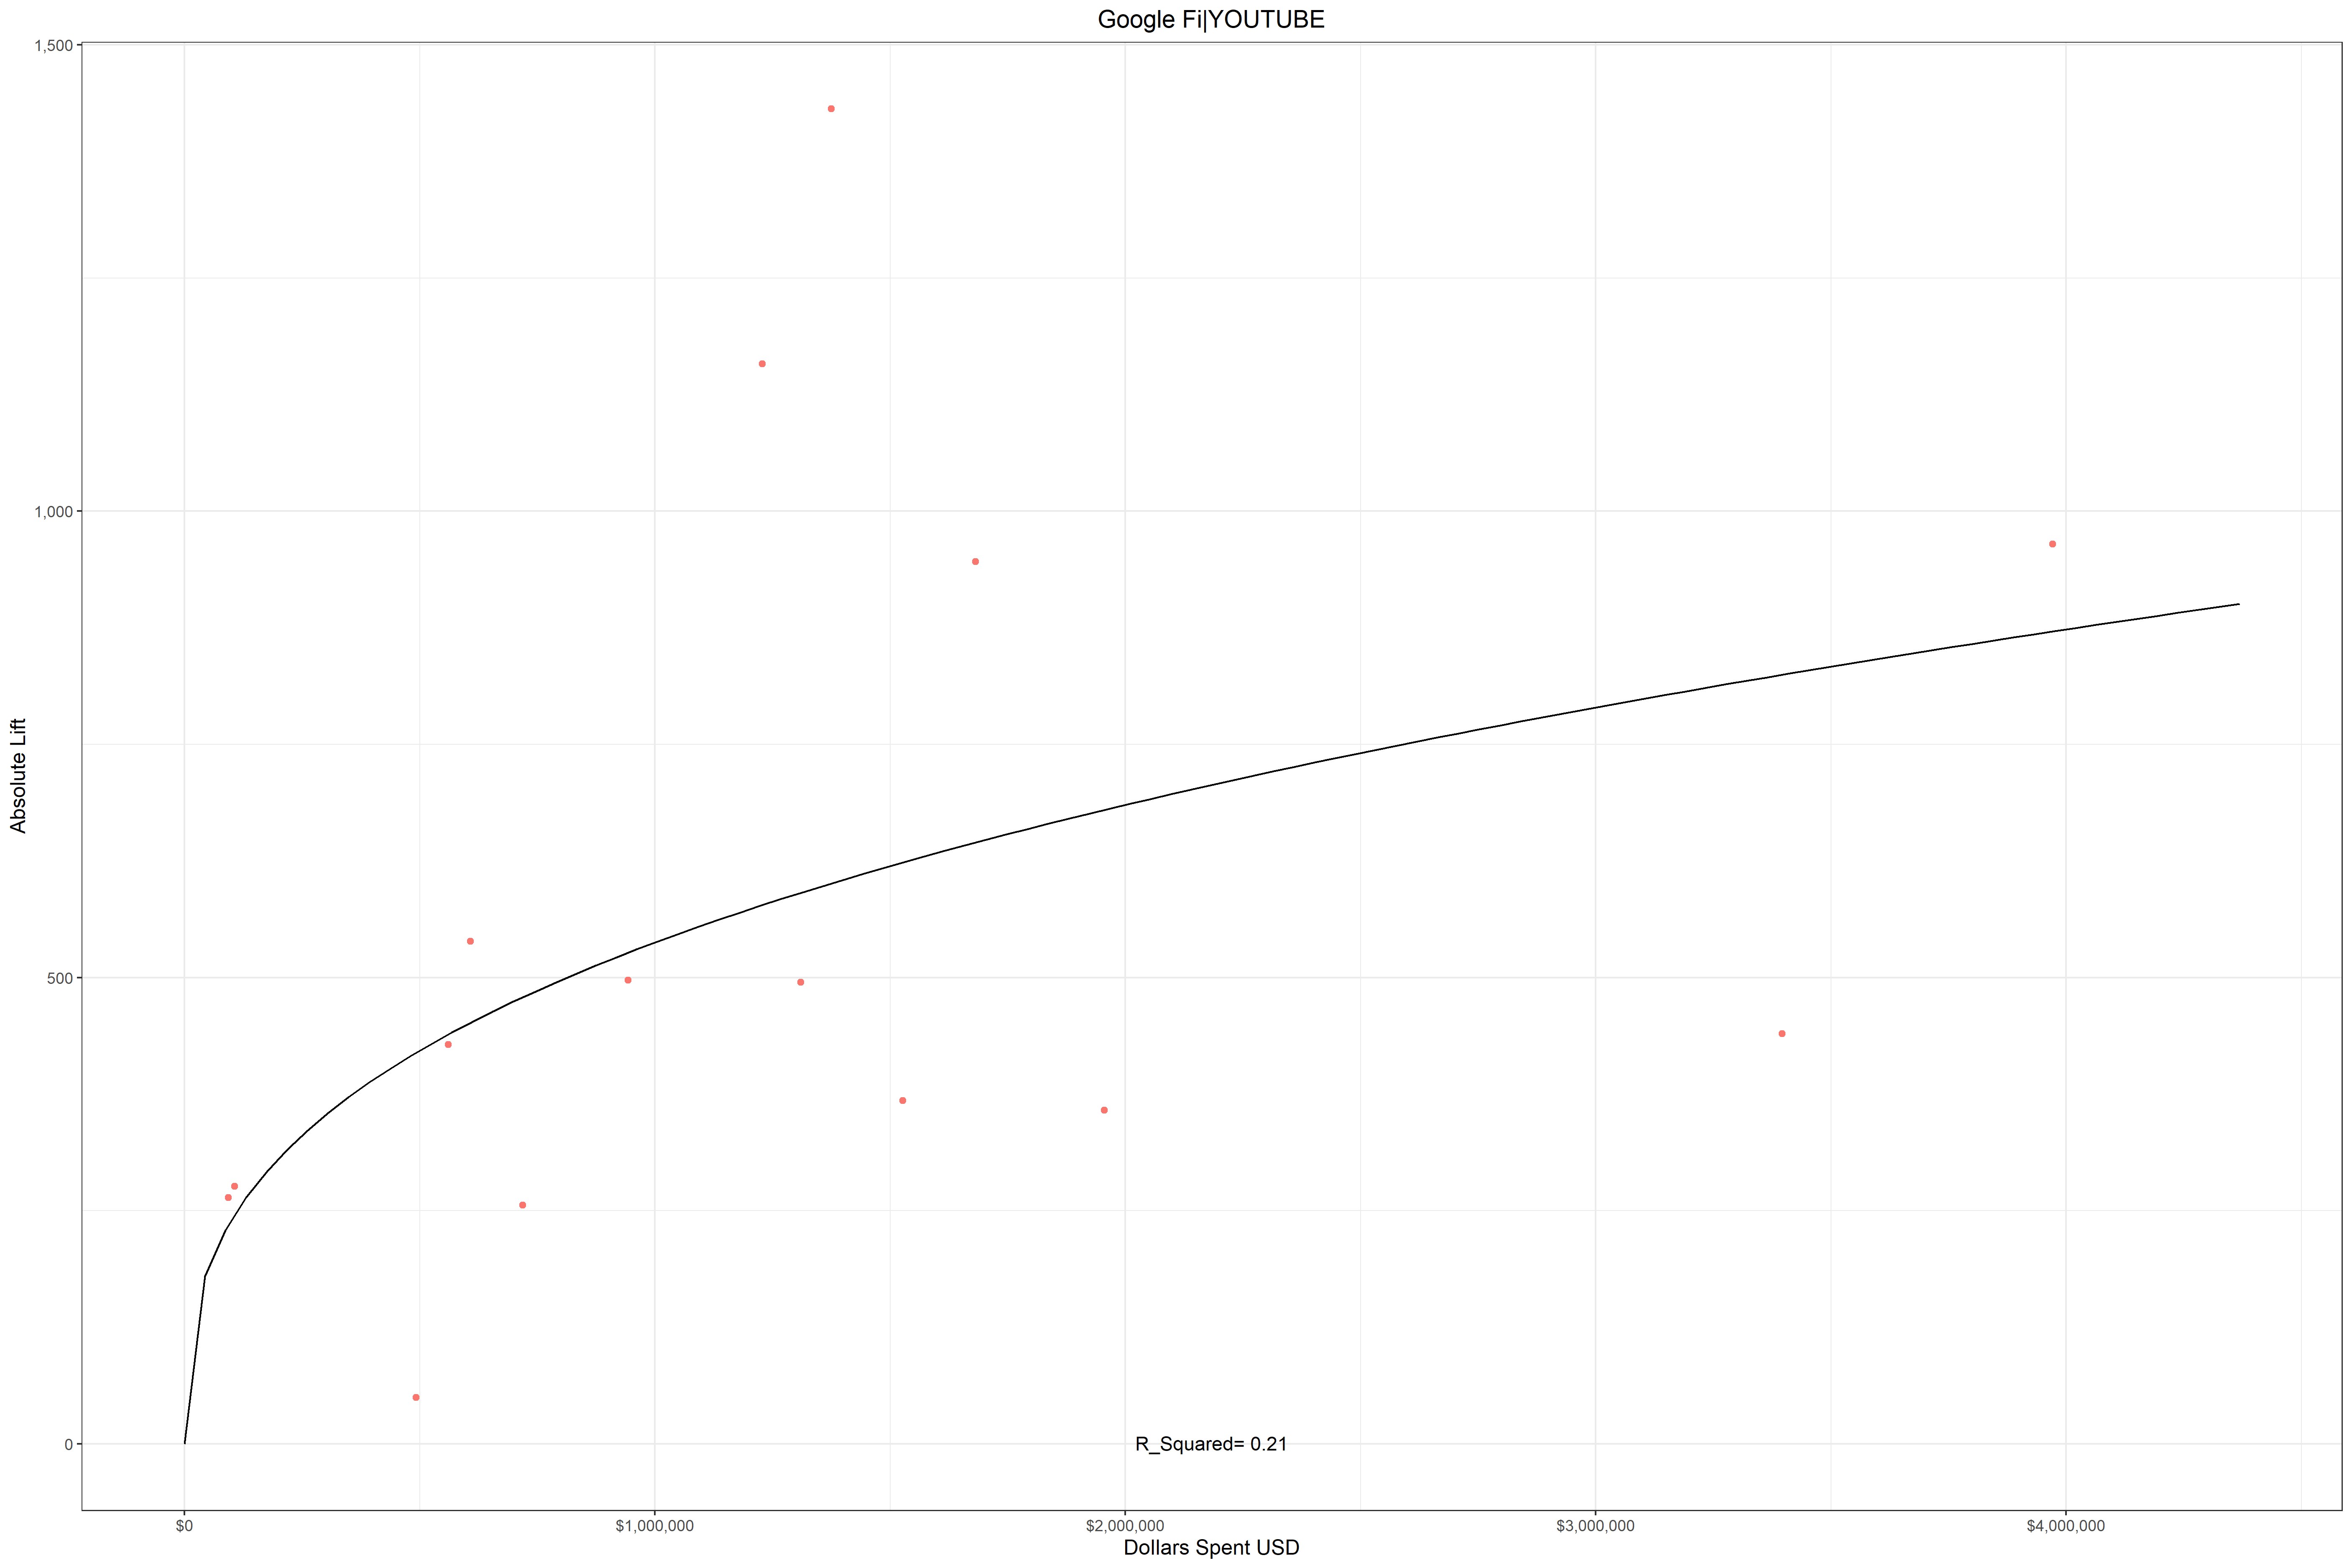 Google Fi|YOUTUBE
1,500
1,000
500
0
Absolute Lift
R_Squared= 0.21
$0
$1,000,000
$2,000,000
$3,000,000
$4,000,000
Dollars Spent USD